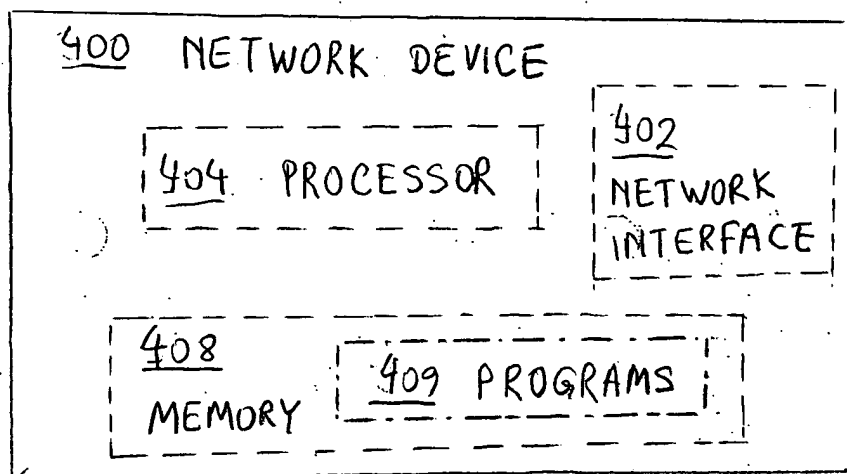 400 NETWORK DEVICE
404 PROCESSOR
402
NETWORK
INTERFACE
408
MEMORY
409 PROGRAMS